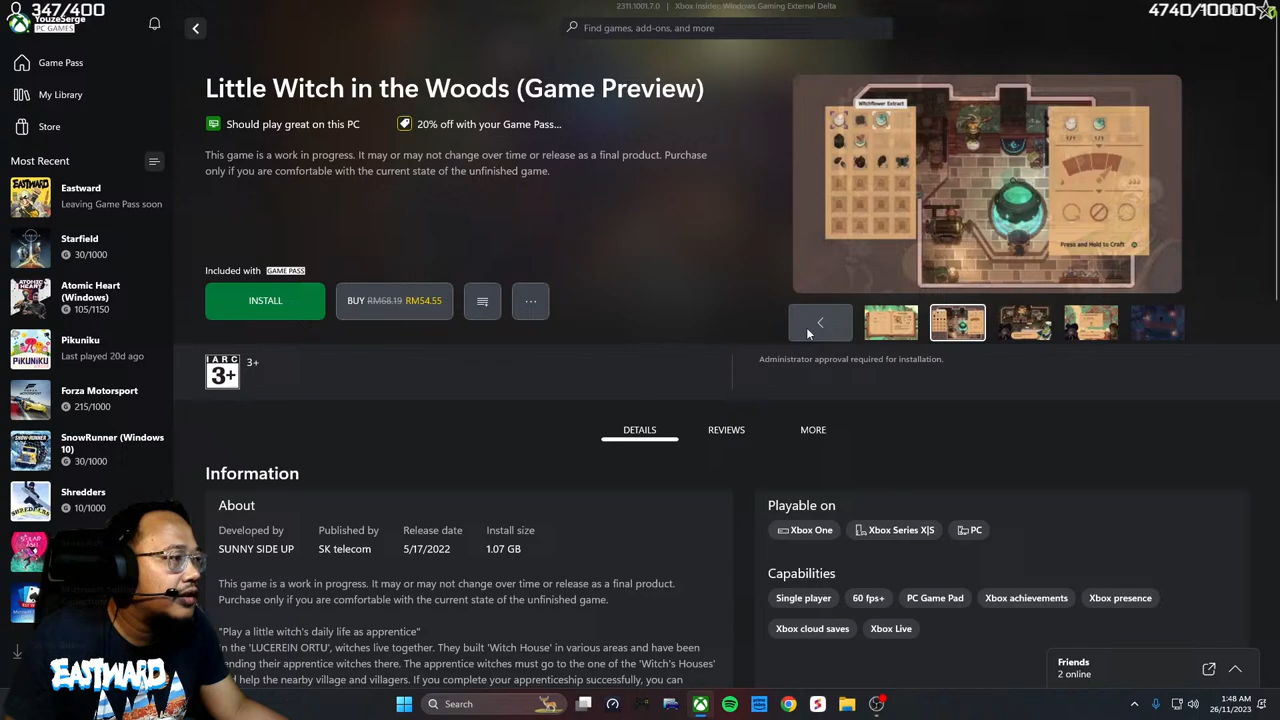 347/400
2311.1001.7.0
Xbox Insider: Windows Gaming External Delta
4740/10000
YouzeSerge
PC GAMES
Find games, add-ons, and more
Game Pass
My Library
Store
Most Recent
Eastward
Leaving Game Pass soon
Starfield
30/1000
Atomic Heart
(Windows)
105/1150
Pikuniku
Last played 20d ago
Forza Motorsport
215/1000
SnowRunner (Windows
10)
30/1000
Shredders
10/1000
Little Witch in the Woods (Game Preview)
Should play great on this PC
20% off with your Game Pass...
This game is a work in progress. It may or may not change over time or release as a final product. Purchase
only if you are comfortable with the current state of the unfinished game.
Included with GAME PASS
INSTALL
BUY RM68.19 RM54.55
Witchflower Extract
Press and Hold to Craft
IARC
3+
3+
Administrator approval required for installation.
DETAILS
REVIEWS
MORE
Information
About
Developed by
SUNNY SIDE UP
Published by
SK telecom
Release date
5/17/2022
Install size
1.07 GB
This game is a work in progress. It may or may not change over time or release as a final product.
Purchase only if you are comfortable with the current state of the unfinished game.
"Play a little witch's daily life as apprentice"
In the 'LUCEREIN ORTU', witches live together. They built 'Witch House' in various areas and have been
ending their apprentice witches there. The apprentice witches must go to the one of the 'Witch's Houses'
help the nearby village and villagers. If you complete your apprenticeship successfully, you can
Playable on
Xbox One
Xbox Series X|S
PC
Capabilities
Single player
60 fps+
PC Game Pad
Xbox achievements
Xbox presence
Xbox cloud saves
Xbox Live
Friends
2 online
EASTWARD
EASTWARD
Search
1:48 AM
26/11/2023